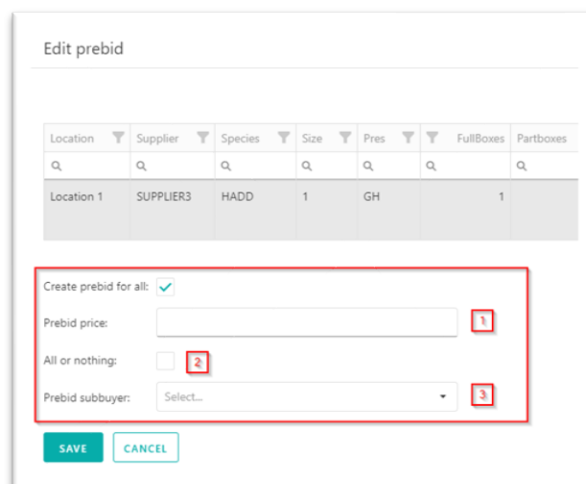 Edit prebid
Location Supplier Species Size Pres FullBoxes Partboxes
Location 1 SUPPLIER3 HADD 1 GH 1
Create prebid for all:
Prebid price: 1
All or nothing: 2
Prebid subbuyer: Select... 3
SAVE CANCEL